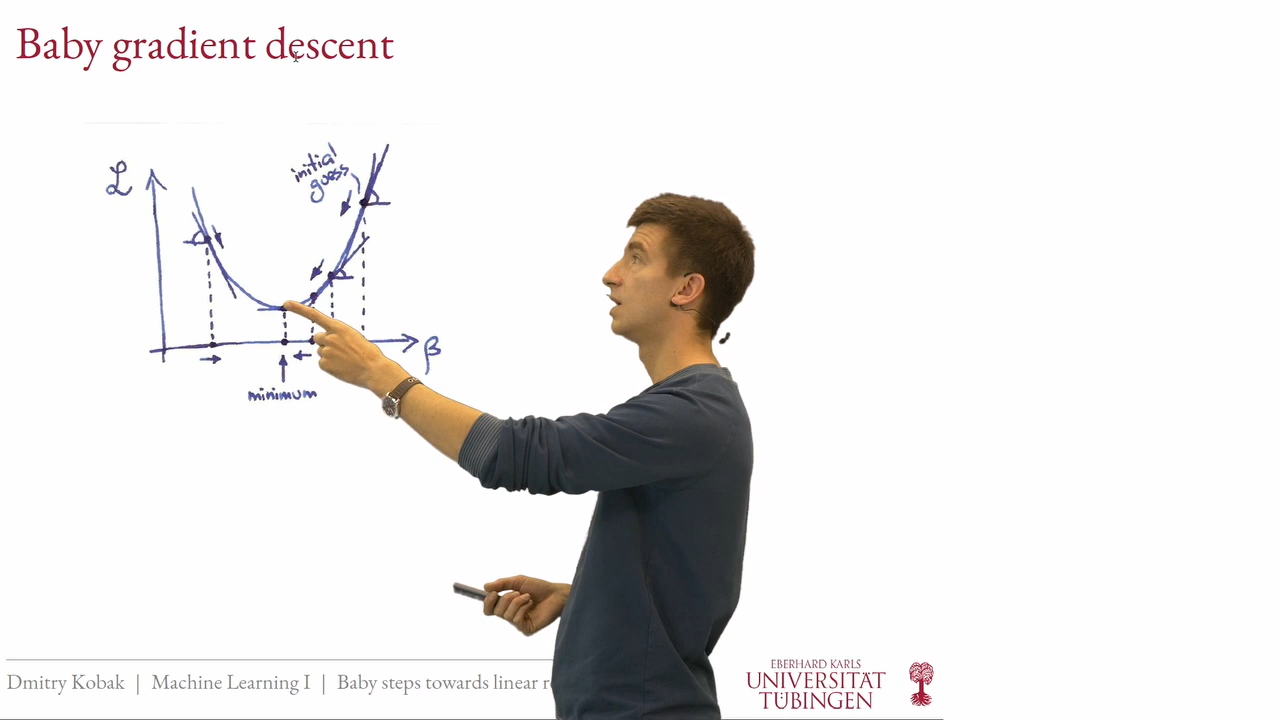 Baby gradient descent
ℒ
initial
guess
β
minimum
Dmitry Kobak | Machine Learning I | Baby steps towards linear
EBERHARD KARLS
UNIVERSITÄT
TÜBINGEN